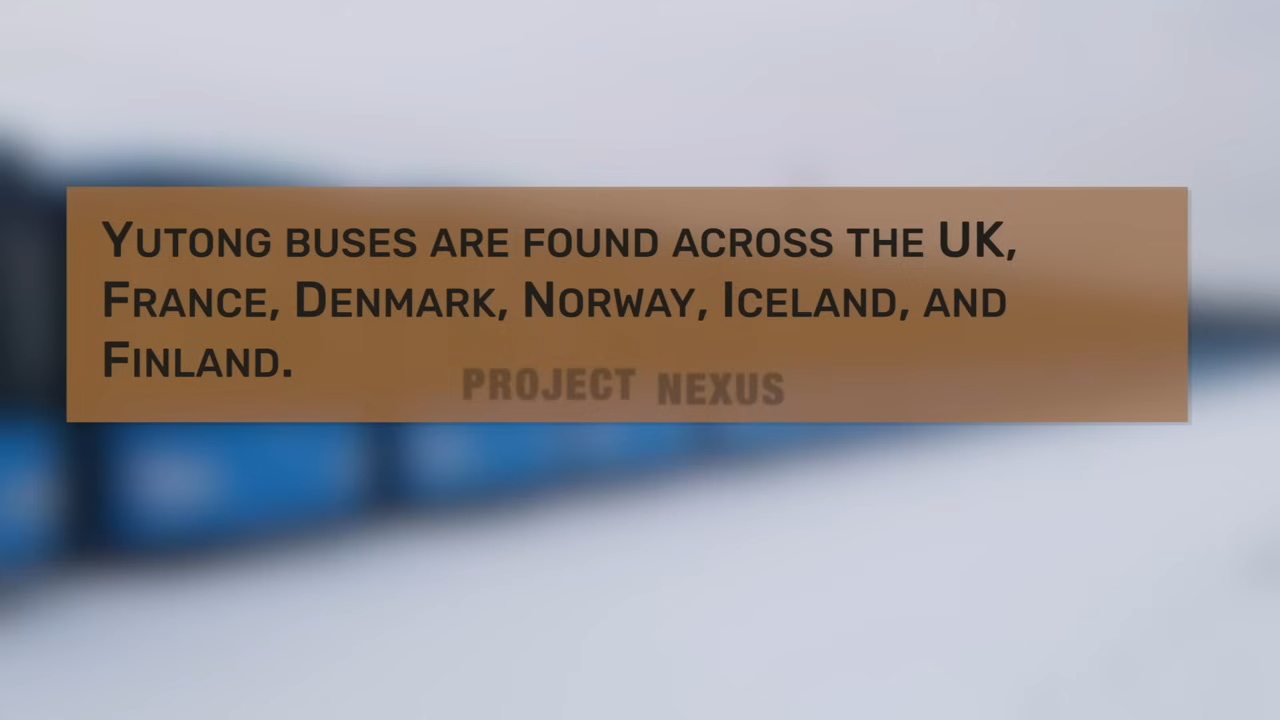 Yutong buses are found across the UK,
France, Denmark, Norway, Iceland, and
Finland.
PROJECT NEXUS